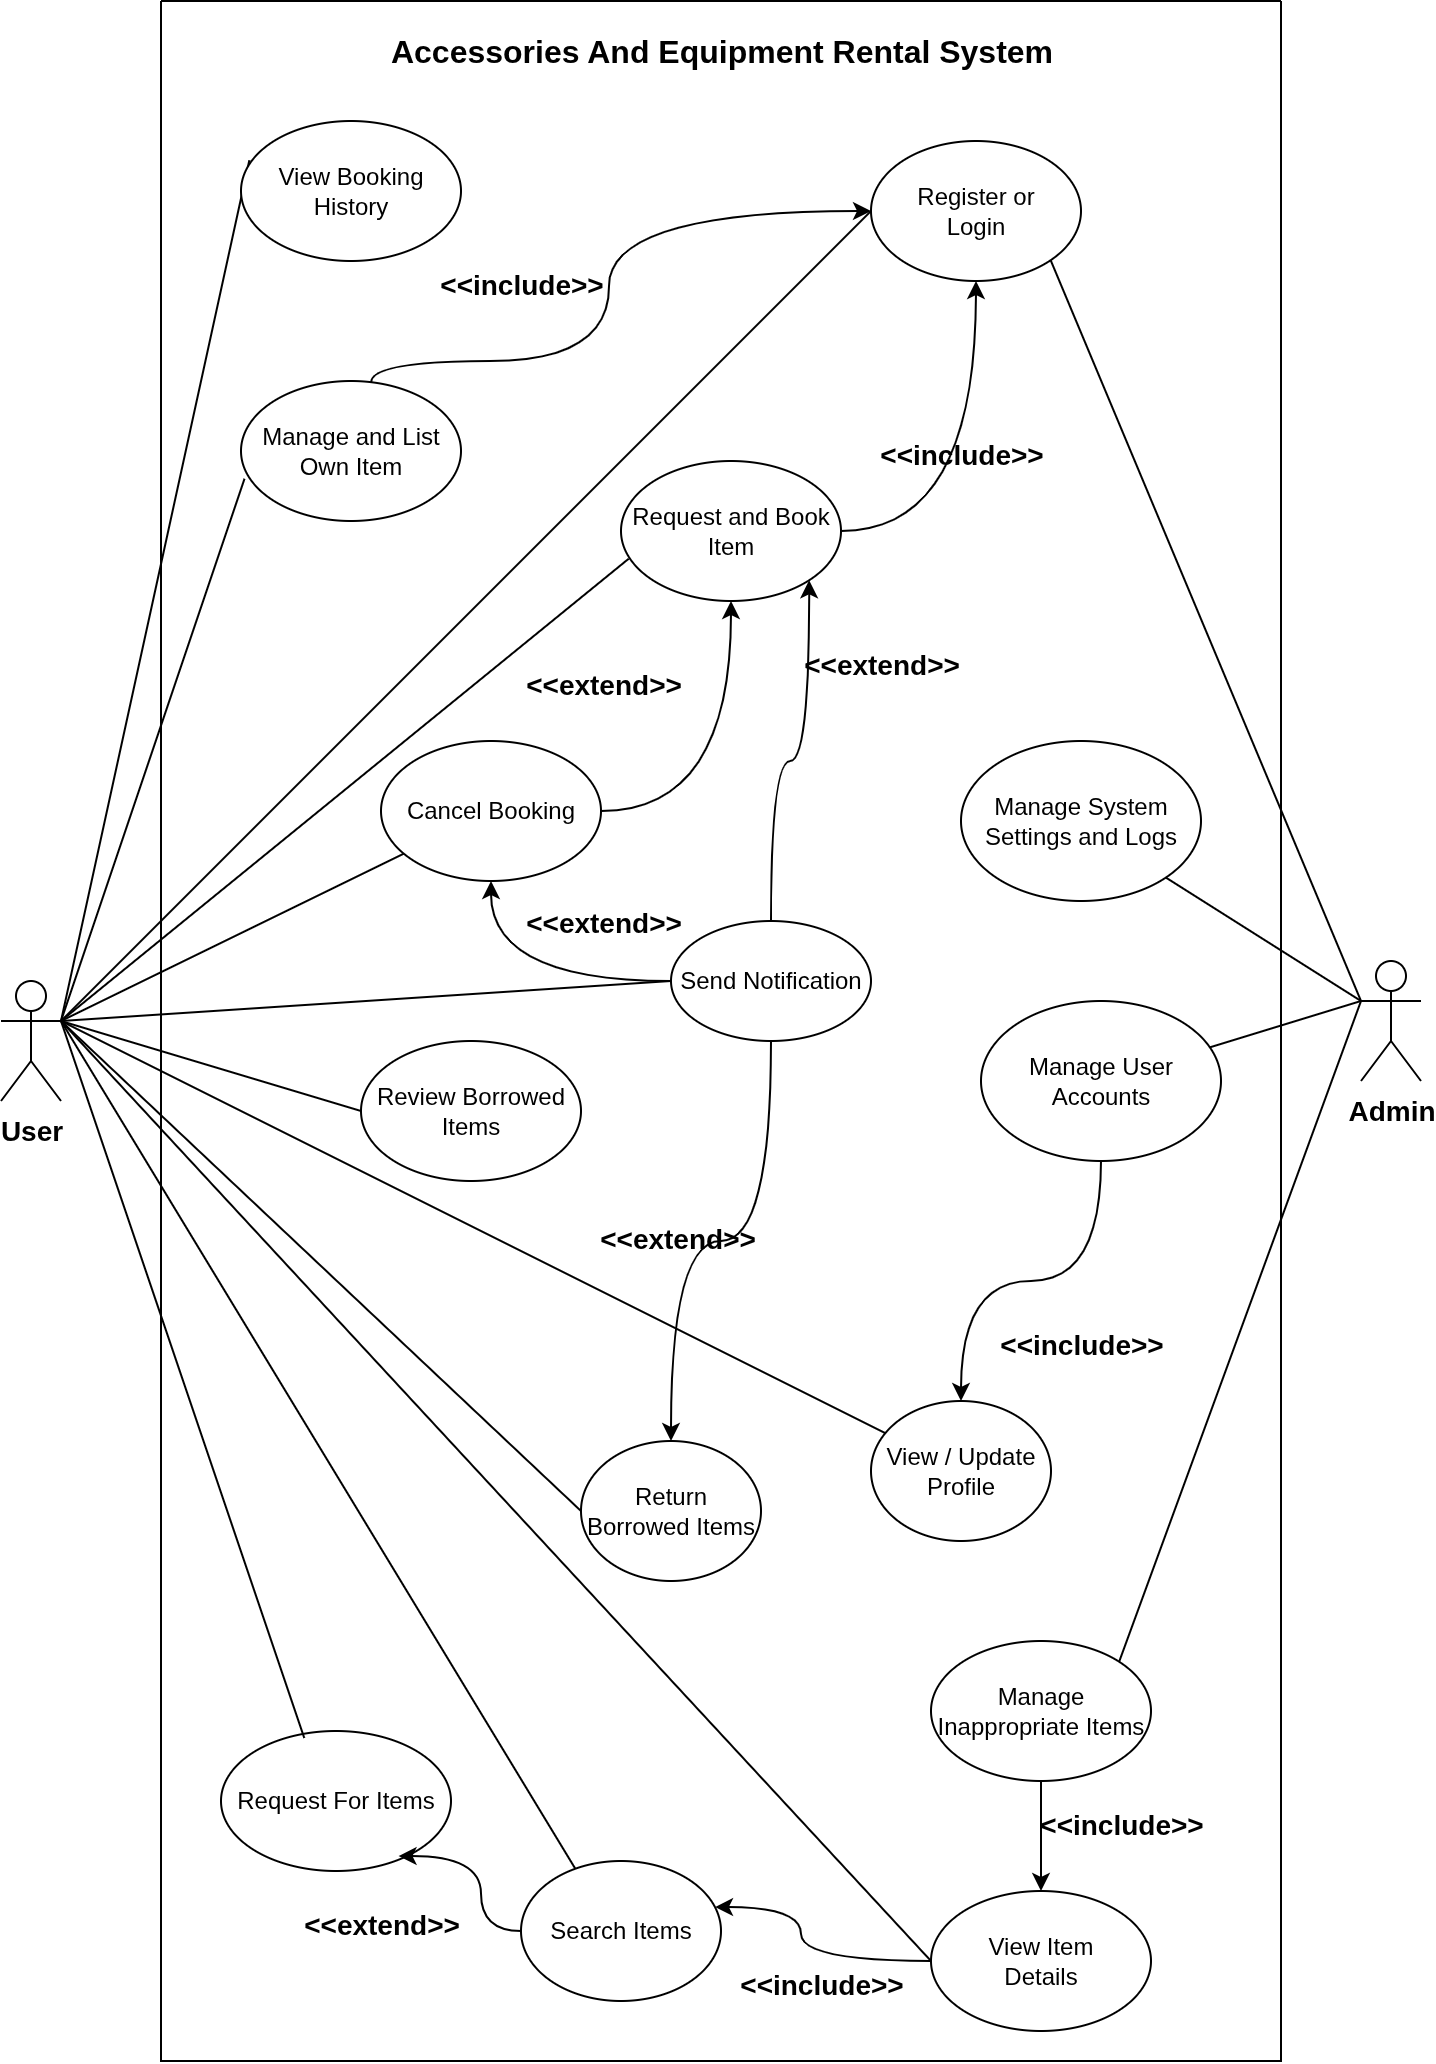 Accessories And Equipment Rental System
View Booking
History
Register or
Login
<<include>>
Manage and List
Own Item
<<include>>
Request and Book
Item
<<extend>>
<<extend>>
Cancel Booking
Manage System
Settings and Logs
<<extend>>
Send Notification
User
Review Borrowed
Items
Manage User
Accounts
Admin
<<extend>>
<<include>>
Return
Borrowed Items
View / Update
Profile
Manage
Inappropriate Items
Request For Items
<<include>>
<<extend>>
Search Items
View Item
Details
<<include>>